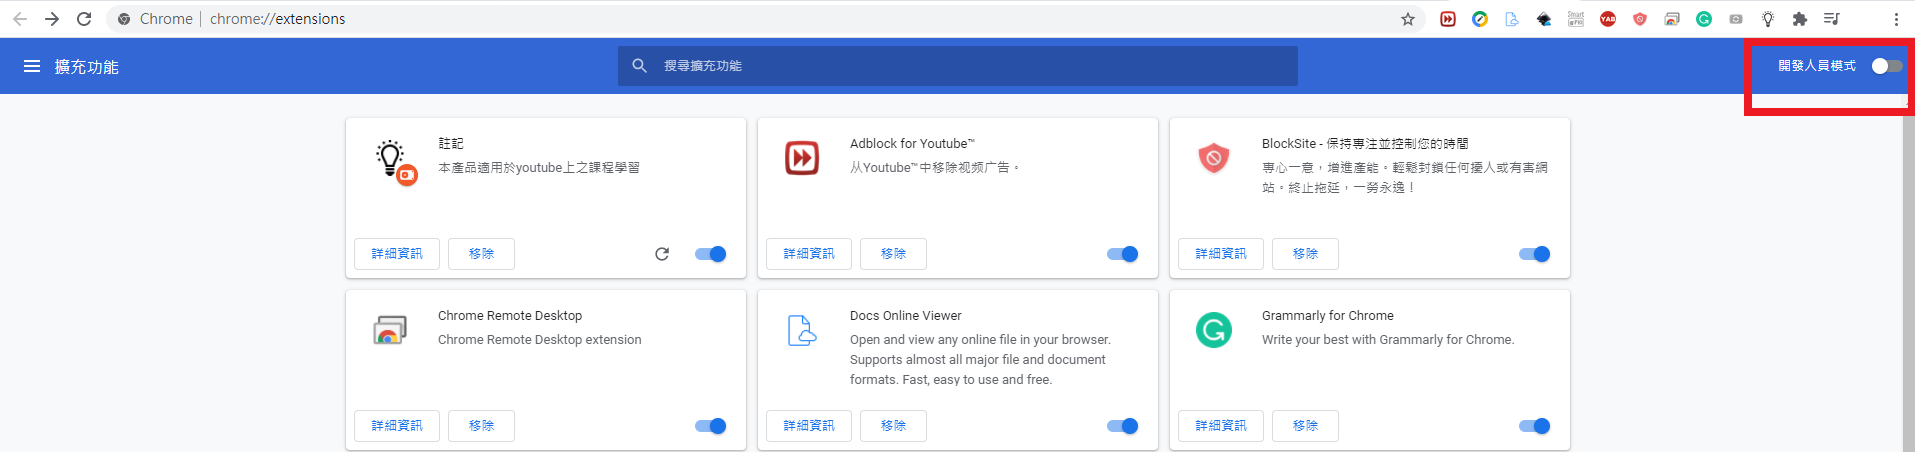 Chrome | chrome://extensions
Smart
PIG
YAB
擴充功能
搜尋擴充功能
開發人員模式
註記
本產品適用於youtube上之課程學習
詳細資訊
移除
Adblock for Youtube™
从Youtube™中移除视频广告。
詳細資訊
移除
BlockSite - 保持專注並控制您的時間
專心一意，增進產能。輕鬆封鎖任何擾人或有害網
站。終止拖延，一勞永逸！
詳細資訊
移除
Chrome Remote Desktop
Chrome Remote Desktop extension
詳細資訊
移除
Docs Online Viewer
Open and view any online file in your browser.
Supports almost all major file and document
formats. Fast, easy to use and free.
詳細資訊
移除
Grammarly for Chrome
Write your best with Grammarly for Chrome.
詳細資訊
移除